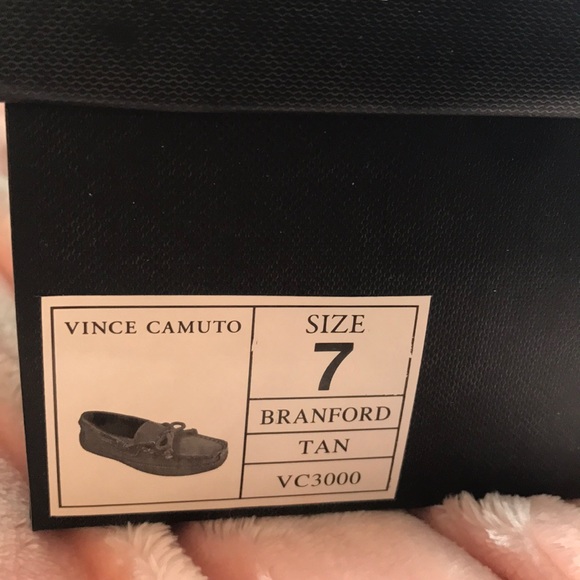 VINCE CAMUTO
SIZE
7
BRANFORD
TAN
VC3000